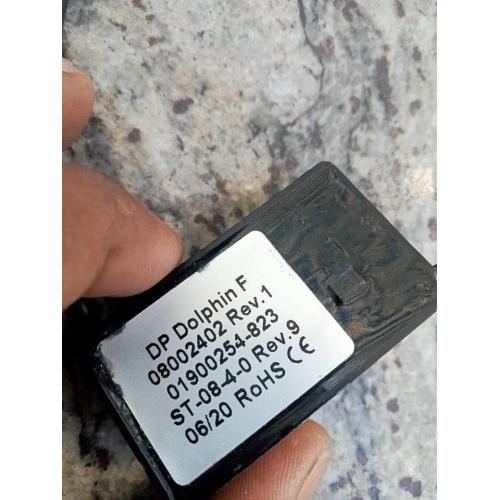 DP Dolphin F
08002402 Rev.1
01900254-823
ST-08-4-0 Rev.9
06/20 RoHS CE